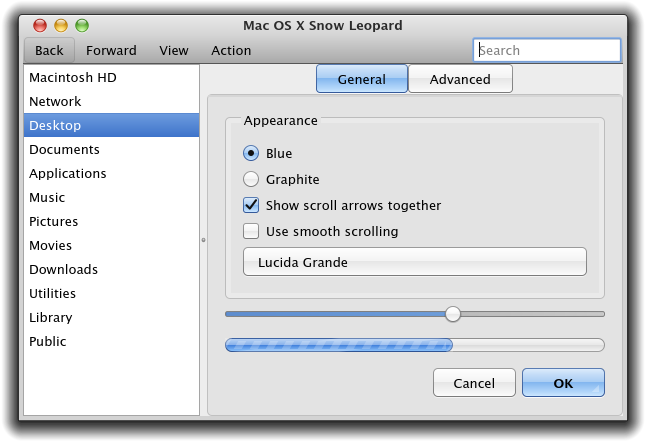 Mac OS X Snow Leopard
Back Forward View Action Search
Macintosh HD
Network
Desktop
Documents
Applications
Music
Pictures
Movies
Downloads
Utilities
Library
Public
General Advanced
Appearance
Blue
Graphite
Show scroll arrows together
Use smooth scrolling
Lucida Grande
Cancel OK